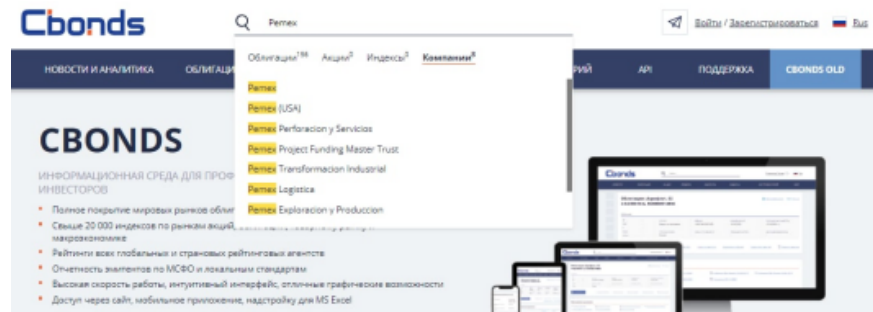 Cbonds
Pemex
Войти / Зарегистрироваться
Rus
Облигации
Акции
Индексы
Компании
НОВОСТИ И АНАЛИТИКА
API
ПОДДЕРЖКА
CBONDS OLD
Pemex
Pemex (USA)
Pemex Perforacion y Servicios
Pemex Project Funding Master Trust
Pemex Transformacion Industrial
Pemex Logistica
Pemex Exploracion y Produccion
CBONDS
ИНФОРМАЦИОННАЯ СРЕДА ДЛЯ ПРОФ
ИНВЕСТОРОВ
Полное покрытие мировых рынков облиг
Свыше 20 000 индексов по рынкам акций,
макроэкономике
Рейтинги всех глобальных и страновых рейтинговых агентств
Отчетность эмитентов по МСФО и локальным стандартам
Высокая скорость работы, интуитивный интерфейс, отличные графические возможности
Доступ через сайт, мобильное приложение, надстройку для MS Excel